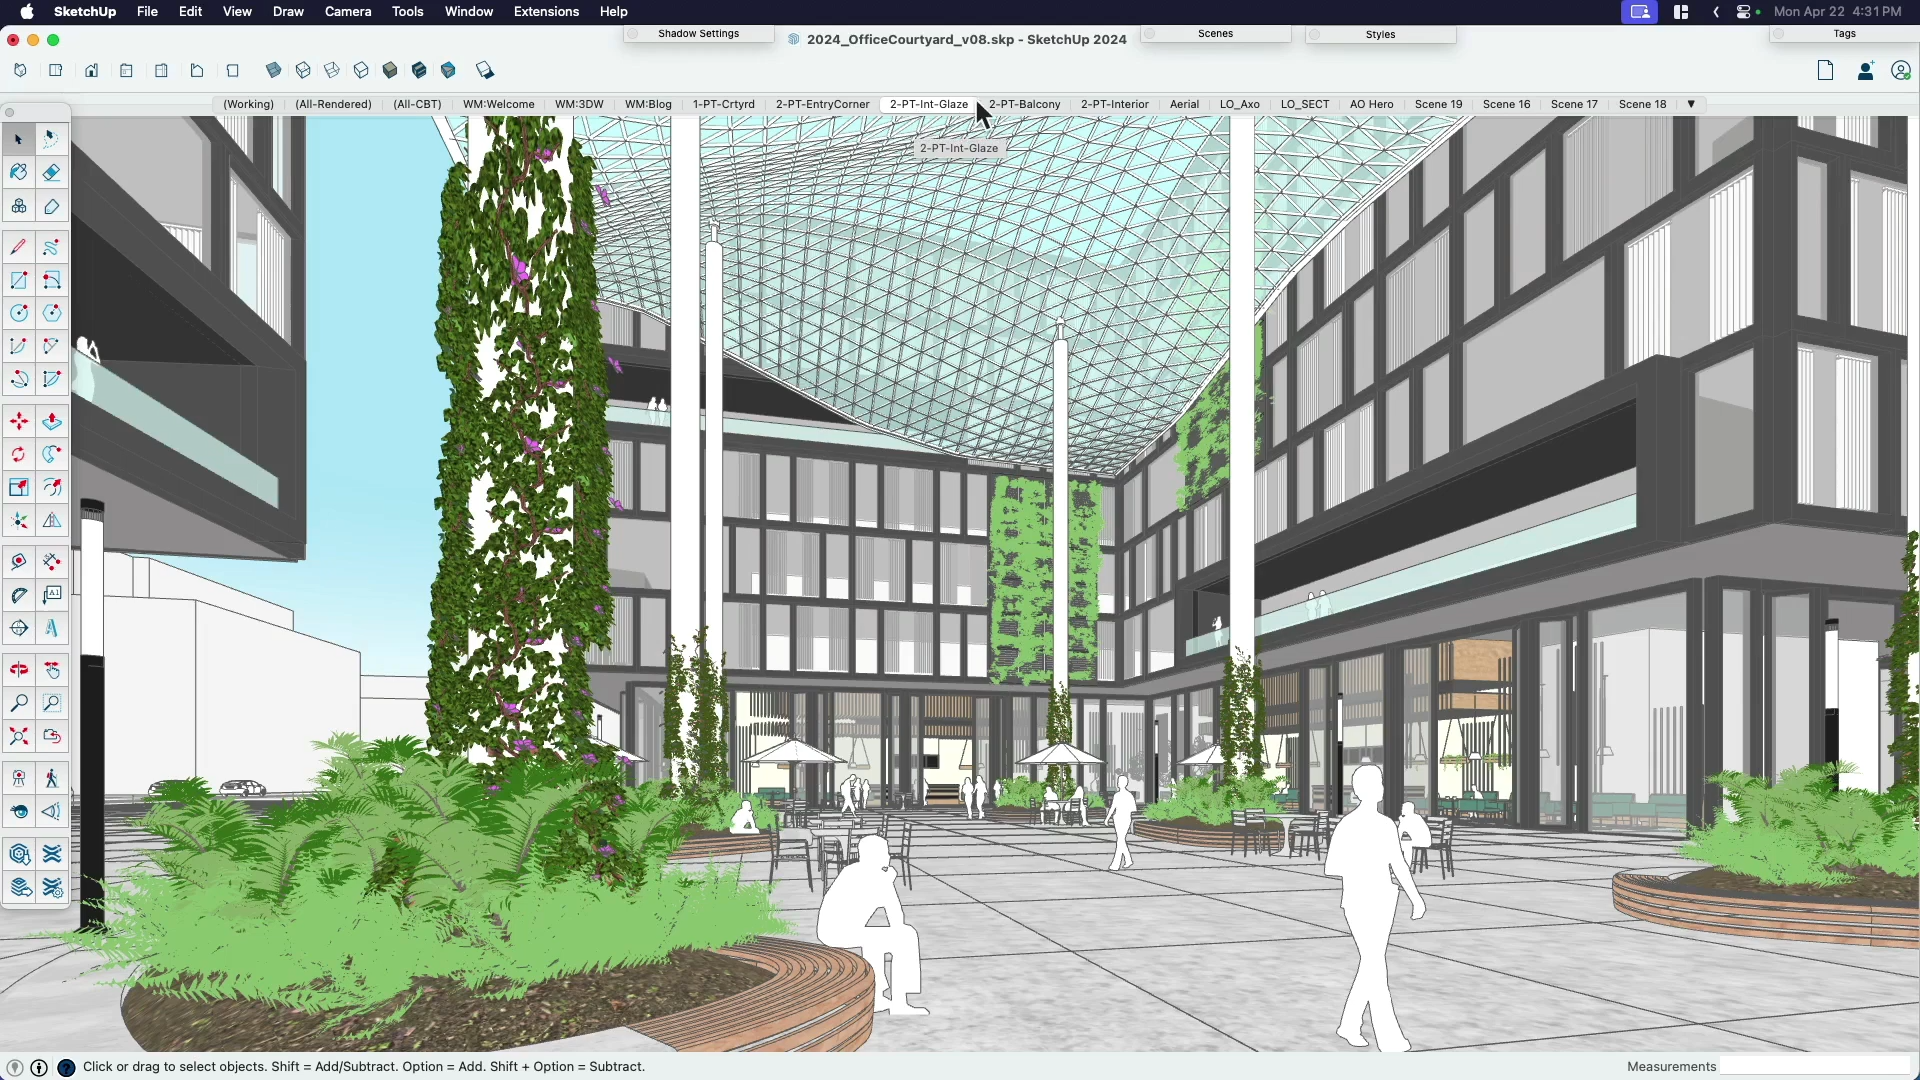 SketchUp File Edit View Draw Camera Tools Window Extensions Help Mon Apr 22 4:31 PM
Shadow Settings 2024_OfficeCourtyard_v08.skp - SketchUp 2024 Scenes Styles Tags
(Working) (All-Rendered) (All-CBT) WM:Welcome WM:3DW WM:Blog 1-PT-Crtyrd 2-PT-EntryCorner 2-PT-Int-Glaze 2-PT-Balcony 2-PT-Interior Aerial LO_Axo LO_SECT AO Hero Scene 19 Scene 16 Scene 17 Scene 18
2-PT-Int-Glaze
Click or drag to select objects. Shift = Add/Subtract. Option = Add. Shift + Option = Subtract. Measurements